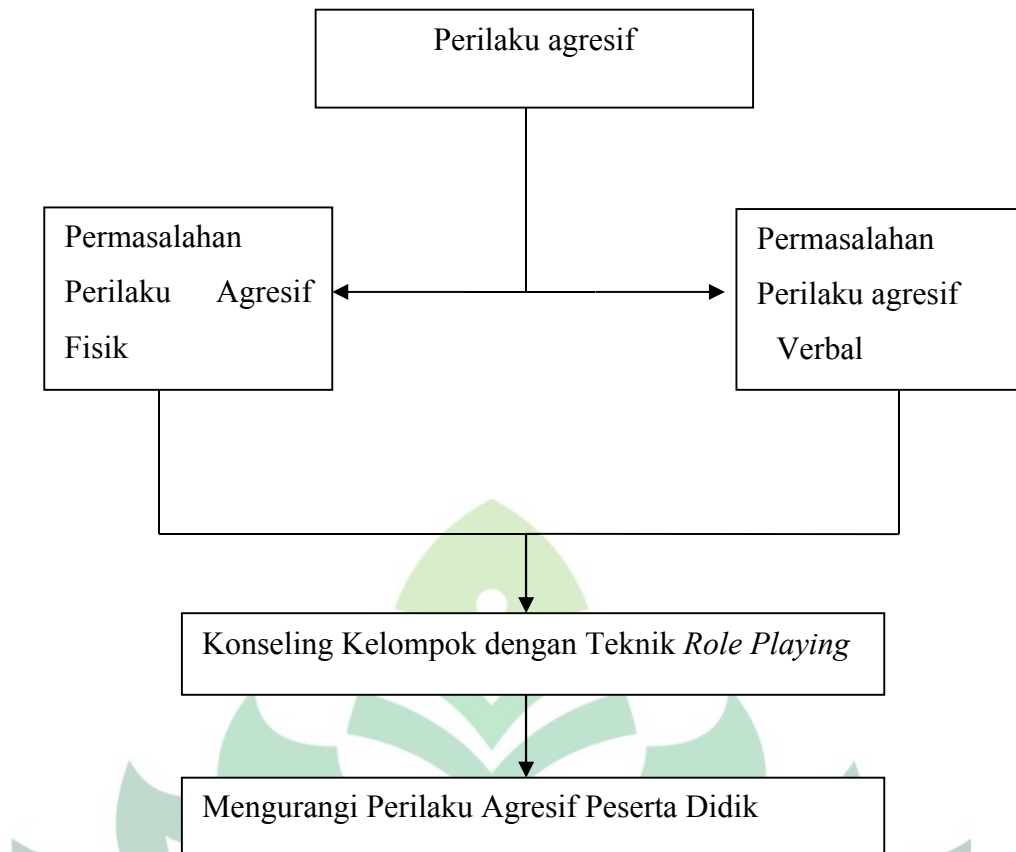 Perilaku agresif
Permasalahan
Perilaku Agresif
Fisik
Permasalahan
Perilaku agresif
Verbal
Konseling Kelompok dengan Teknik Role Playing
Mengurangi Perilaku Agresif Peserta Didik